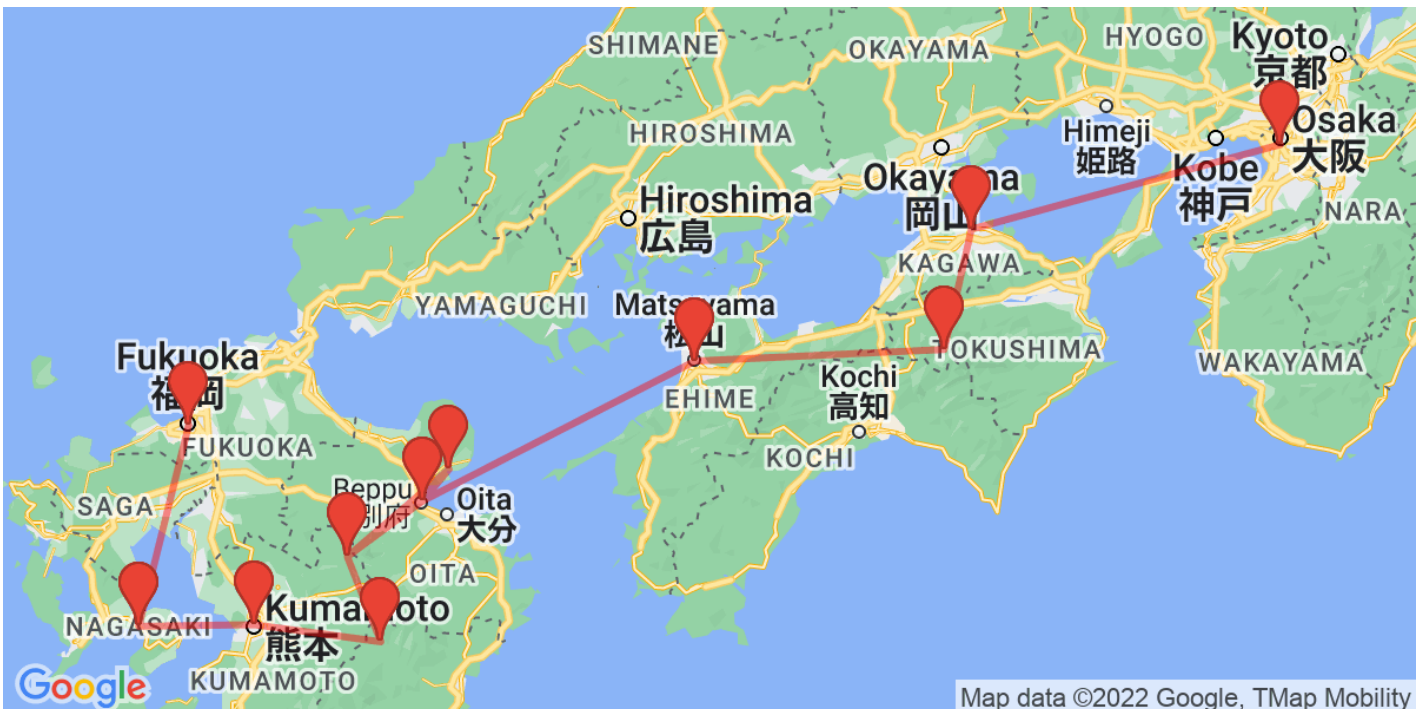 SHIMANE
OKAYAMA
HYOGO
Kyoto
京都
HIROSHIMA
Himeji
姫路
Osaka
大阪
Kobe
神戸
Okayama
岡山
Hiroshima
広島
NARA
KAGAWA
YAMAGUCHI
Matsuyama
松山
Fukuoka
福岡
TOKUSHIMA
WAKAYAMA
Kochi
高知
EHIME
FUKUOKA
KOCHI
SAGA
Beppu
別府
Oita
大分
OITA
NAGASAKI
Kumamoto
熊本
KUMAMOTO
Google
Map data ©2022 Google, TMap Mobility